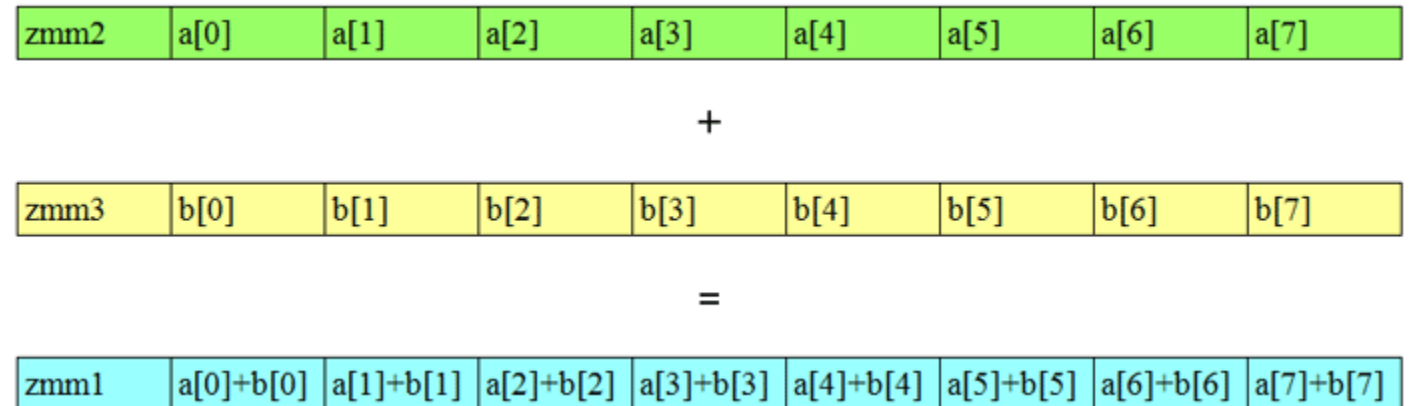 zmm2 a[0] a[1] a[2] a[3] a[4] a[5] a[6] a[7]
+
zmm3 b[0] b[1] b[2] b[3] b[4] b[5] b[6] b[7]
=
zmm1 a[0]+b[0] a[1]+b[1] a[2]+b[2] a[3]+b[3] a[4]+b[4] a[5]+b[5] a[6]+b[6] a[7]+b[7]